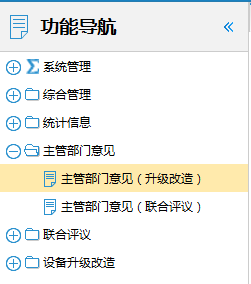 功能导航
系统管理
综合管理
统计信息
主管部门意见
主管部门意见（升级改造）
主管部门意见（联合评议）
联合评议
设备升级改造